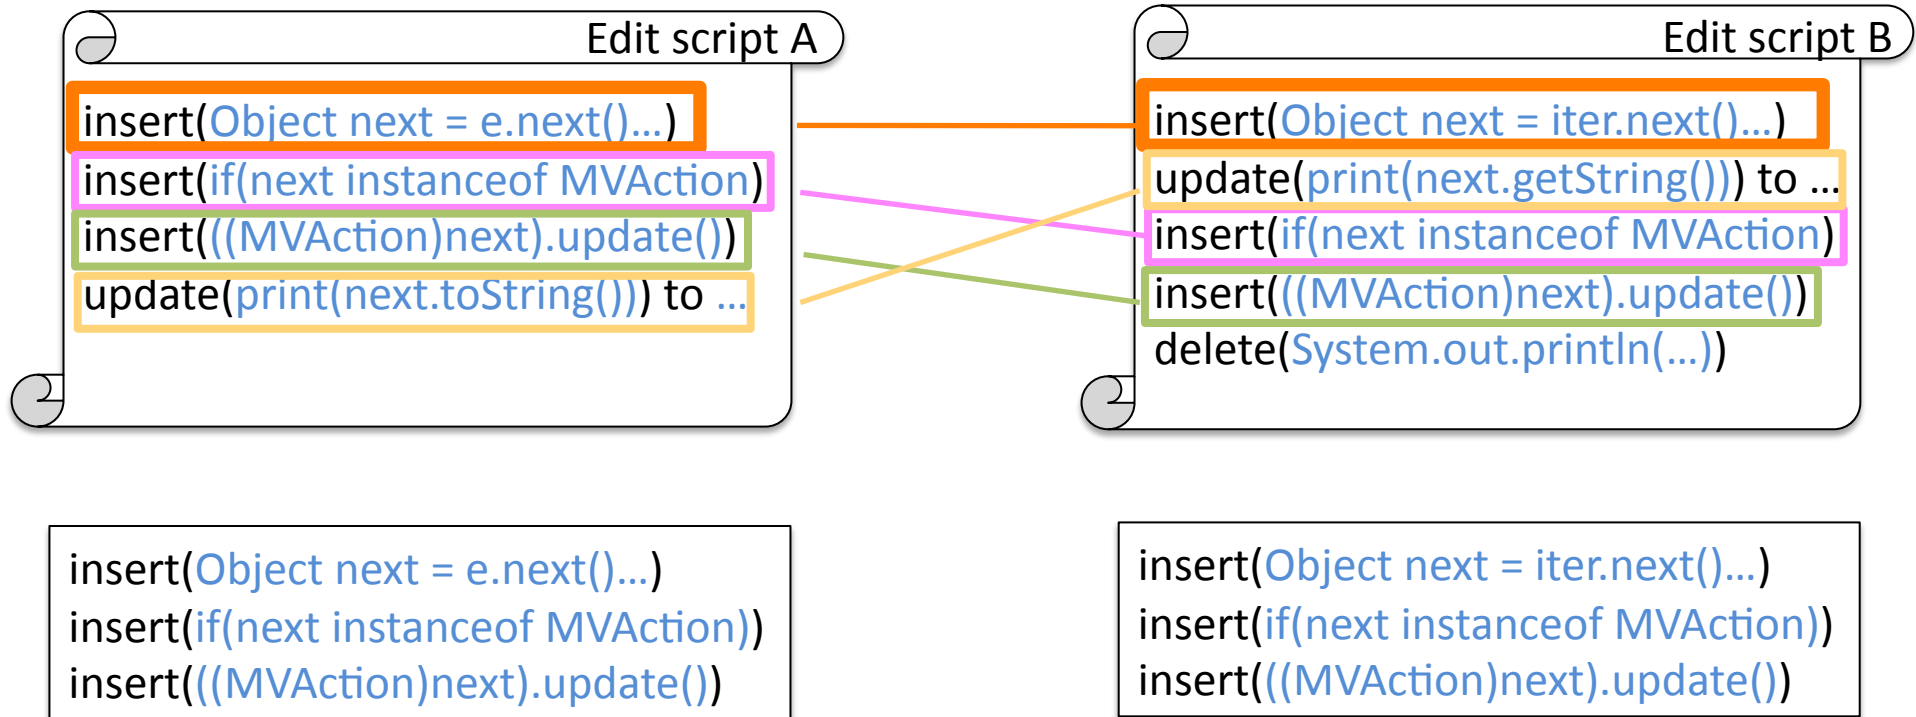 Edit script A
insert(Object next = e.next()...)
insert(if(next instanceof MVAction)
insert(((MVAction)next).update())
update(print(next.toString())) to ...
Edit script B
insert(Object next = iter.next()...)
update(print(next.getString())) to ...
insert(if(next instanceof MVAction)
insert(((MVAction)next).update())
delete(System.out.println(...))
insert(Object next = e.next()...)
insert(if(next instanceof MVAction))
insert(((MVAction)next).update())
insert(Object next = iter.next()...)
insert(if(next instanceof MVAction))
insert(((MVAction)next).update())